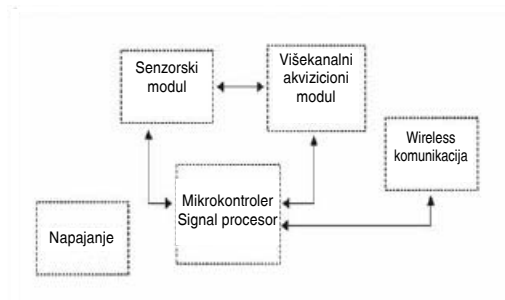 Senzorski
modul
Višekanalni
akvizicioni
modul
Wireless
komunikacija
Mikrokontroler
Signal procesor
Napajanje